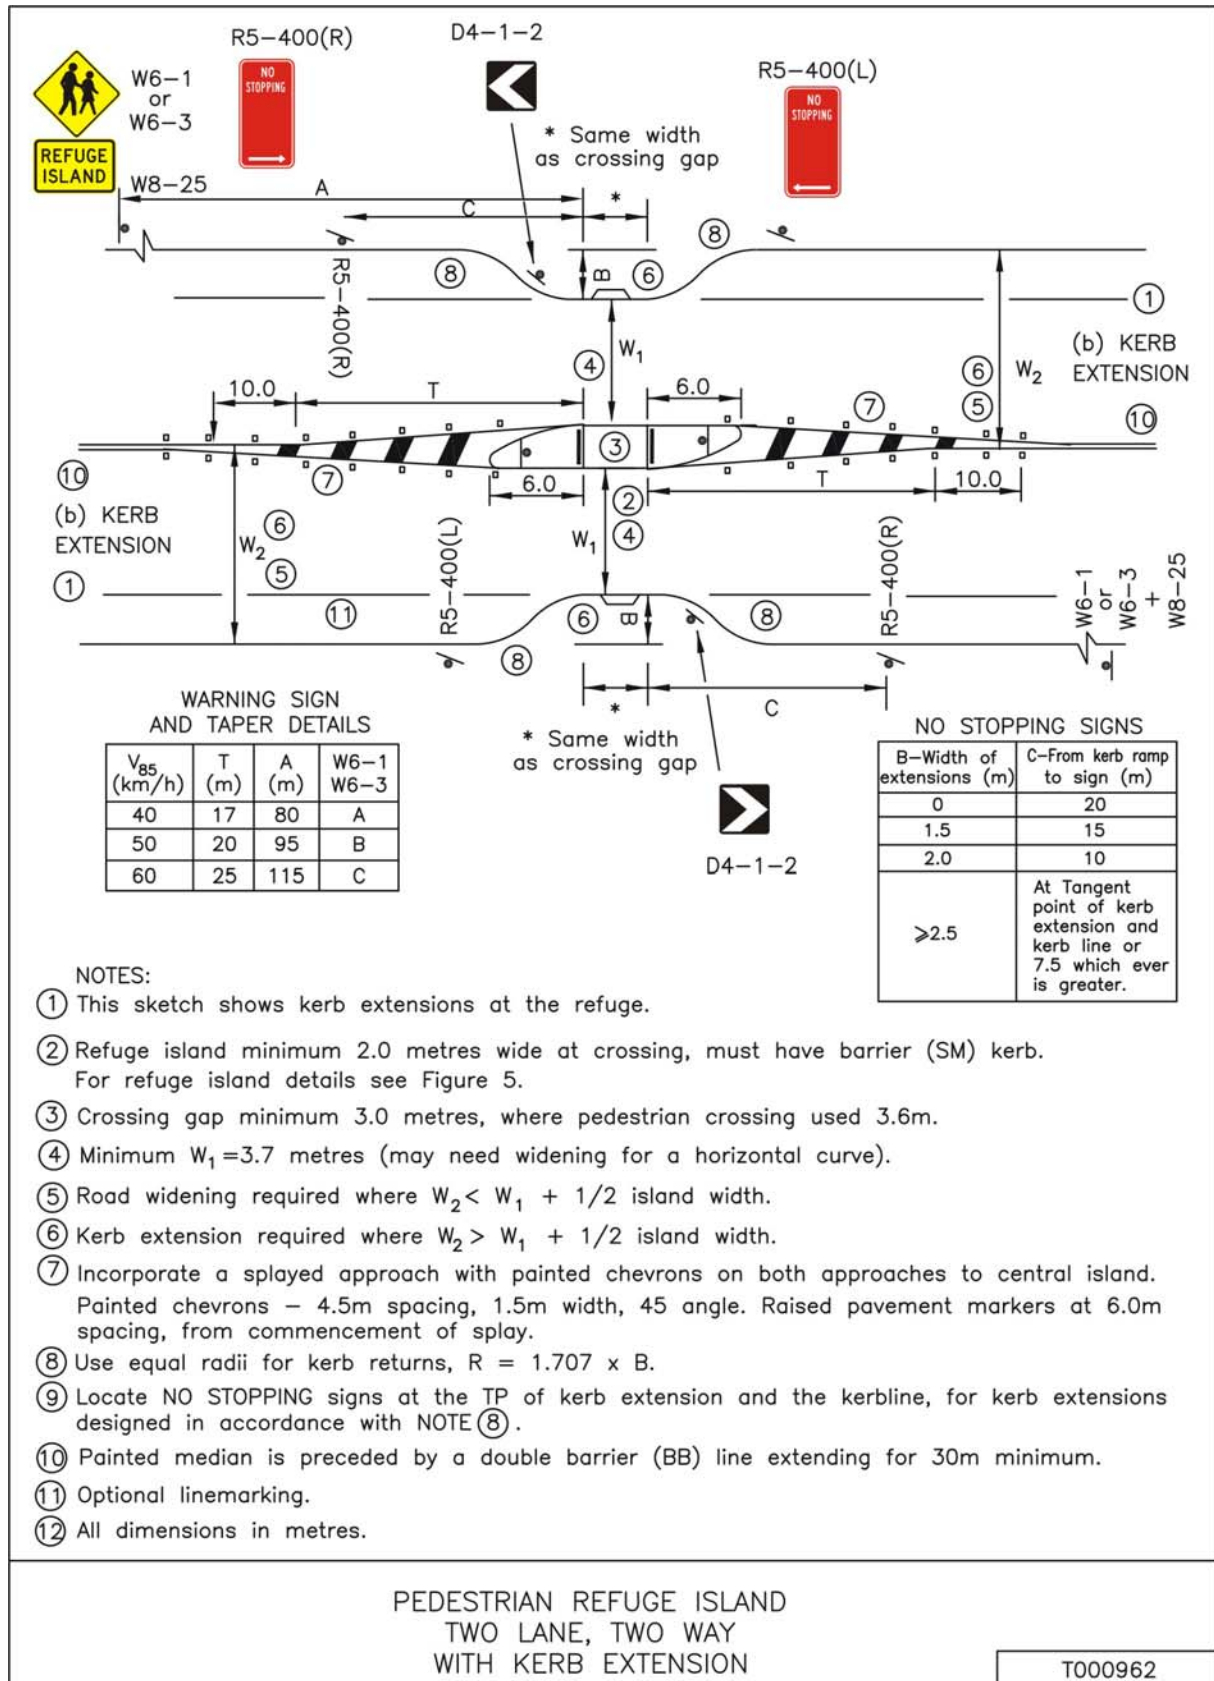 R5-400(R)
D4-1-2
W6-1
or
W6-3
NO
STOPPING
R5-400(L)
NO
STOPPING
* Same width
as crossing gap
REFUGE
ISLAND
W8-25
A
*
C
8
8
B
6
R5-400(R)
1
W1
4
(b) KERB
EXTENSION
6
W2
5
10.0
T
6.0
7
10
3
10
7
6.0
2
T
10.0
(b) KERB
EXTENSION
6
W2
5
R5-400(L)
W1
4
R5-400(R)
1
11
6
B
8
W6-1
or
W6-3
+
W8-25
8
*
C
* Same width
as crossing gap
D4-1-2
WARNING SIGN
AND TAPER DETAILS
V85 (km/h) T (m) A (m) W6-1 W6-3
40 17 80 A
50 20 95 B
60 25 115 C
NO STOPPING SIGNS
B-Width of extensions (m) C-From kerb ramp to sign (m)
0 20
1.5 15
2.0 10
⩾2.5 At Tangent
point of kerb
extension and
kerb line or
7.5 which ever
is greater.
NOTES:
1 This sketch shows kerb extensions at the refuge.
2 Refuge island minimum 2.0 metres wide at crossing, must have barrier (SM) kerb.
For refuge island details see Figure 5.
3 Crossing gap minimum 3.0 metres, where pedestrian crossing used 3.6m.
4 Minimum W1 =3.7 metres (may need widening for a horizontal curve).
5 Road widening required where W2 < W1 + 1/2 island width.
6 Kerb extension required where W2 > W1 + 1/2 island width.
7 Incorporate a splayed approach with painted chevrons on both approaches to central island.
Painted chevrons - 4.5m spacing, 1.5m width, 45 angle. Raised pavement markers at 6.0m
spacing, from commencement of splay.
8 Use equal radii for kerb returns, R = 1.707 x B.
9 Locate NO STOPPING signs at the TP of kerb extension and the kerbline, for kerb extensions
designed in accordance with NOTE 8 .
10 Painted median is preceded by a double barrier (BB) line extending for 30m minimum.
11 Optional linemarking.
12 All dimensions in metres.
PEDESTRIAN REFUGE ISLAND
TWO LANE, TWO WAY
WITH KERB EXTENSION
T000962